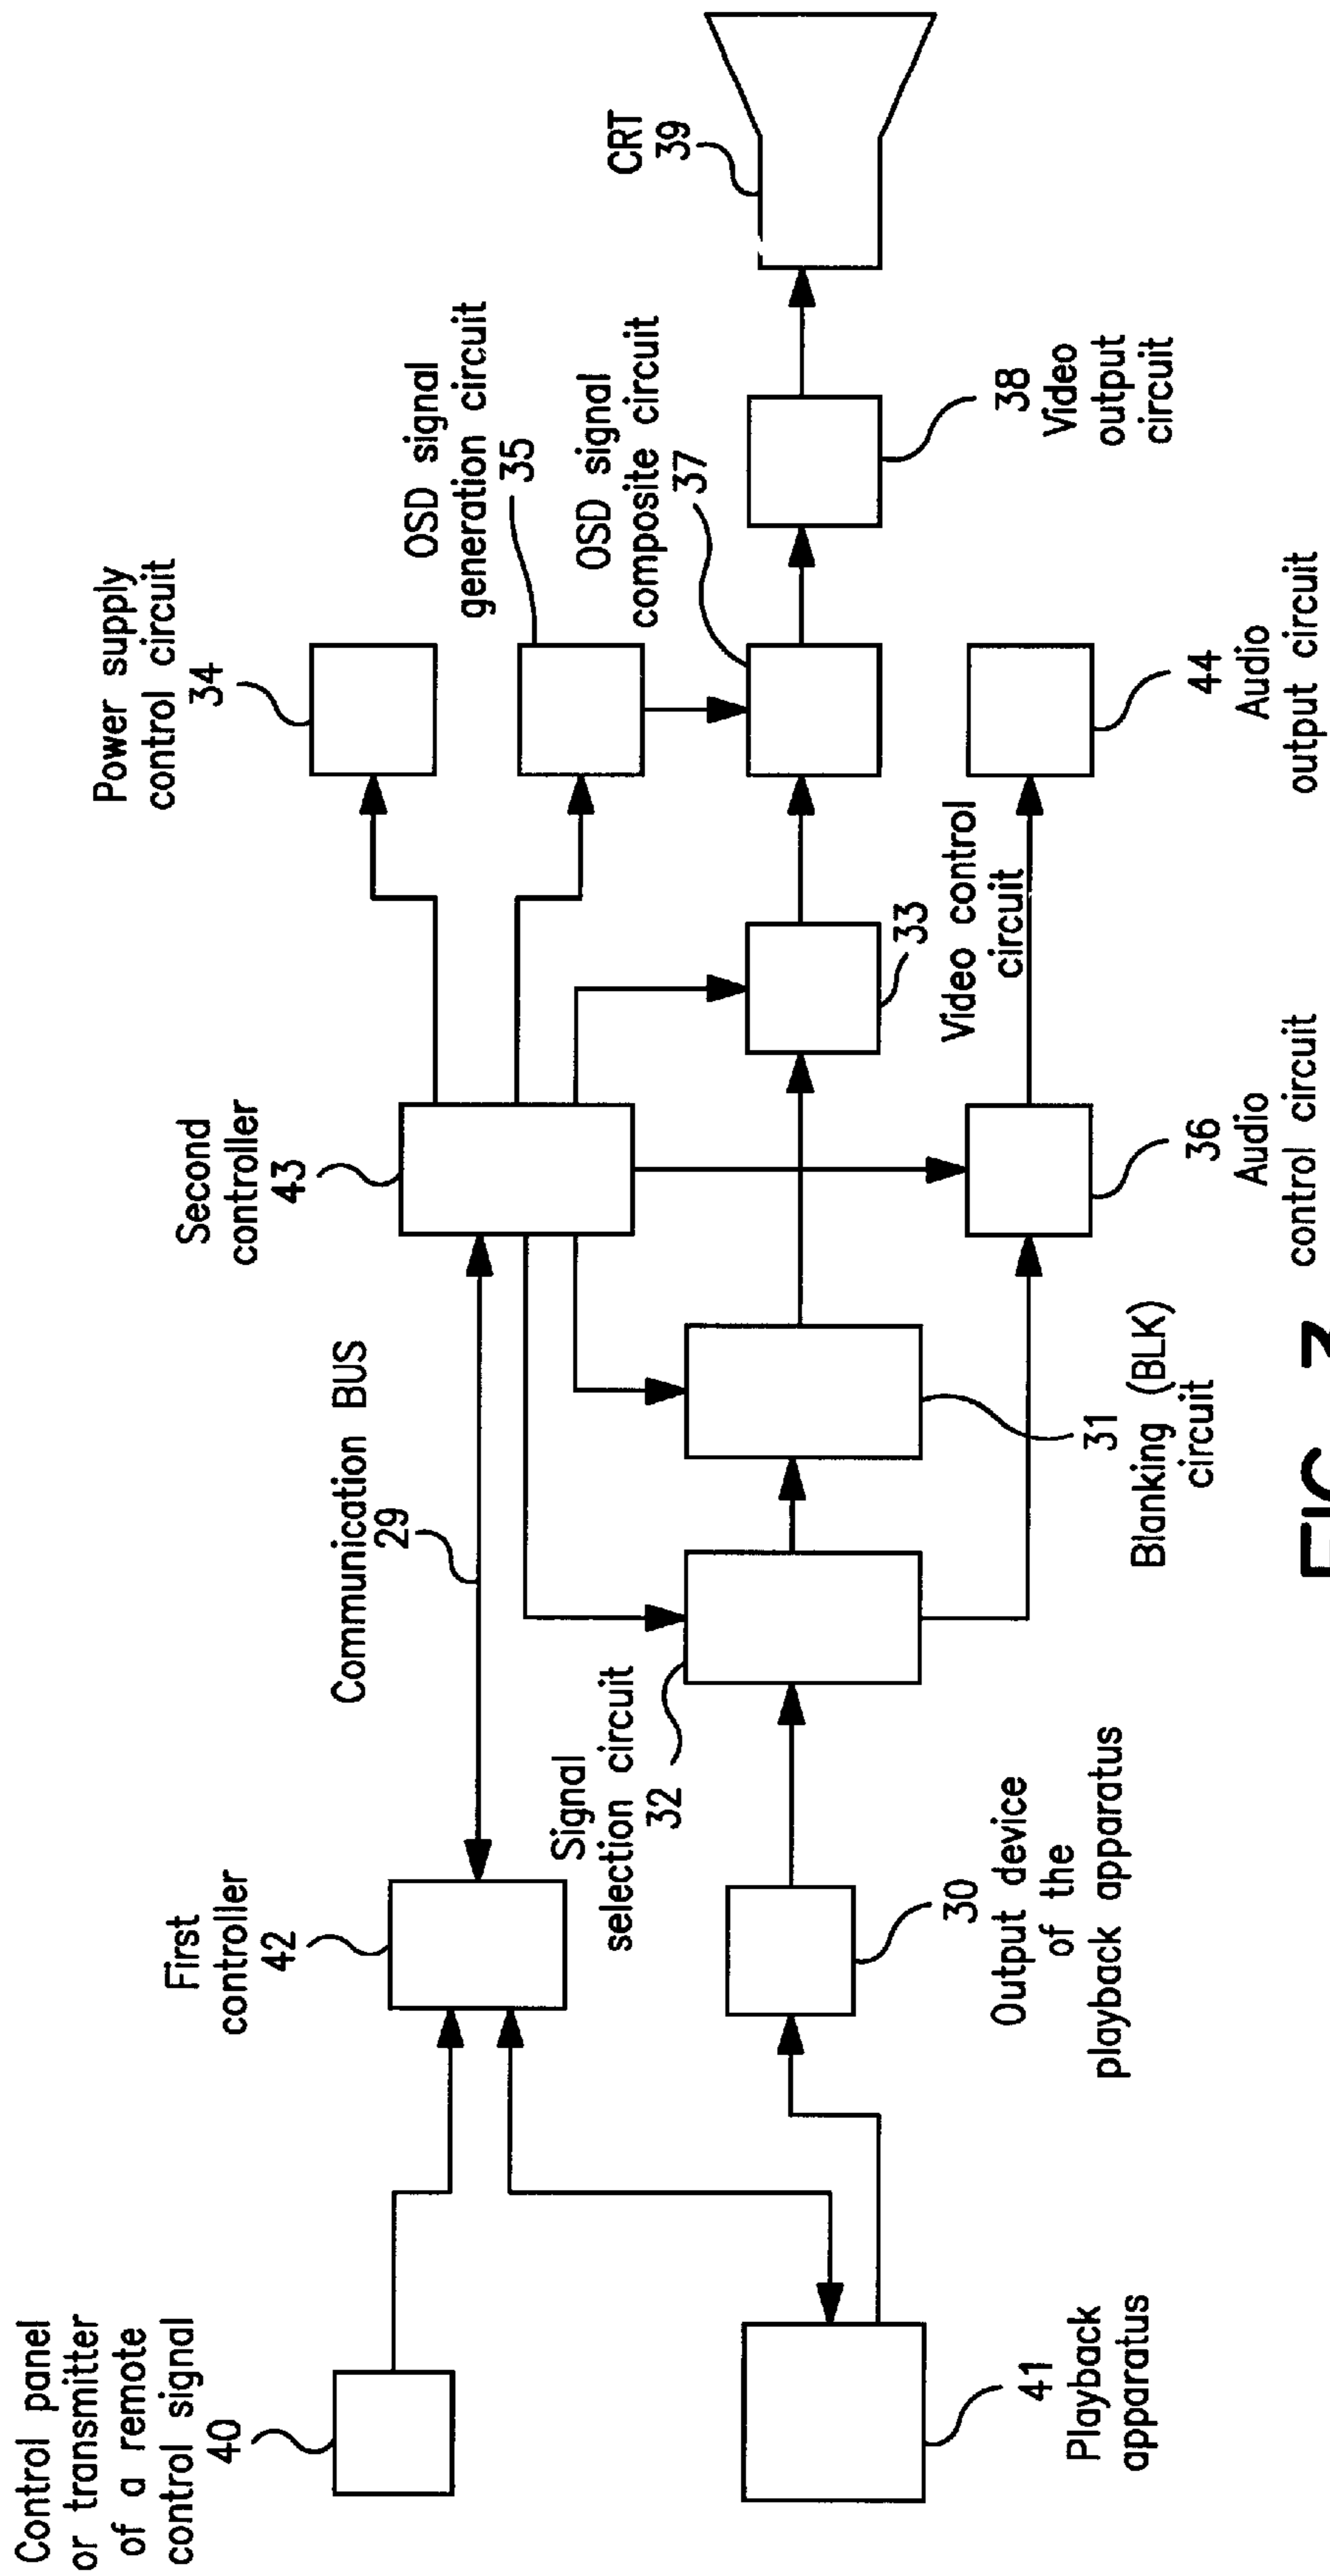 Control panel
or transmitter
of a remote
control signal
40
First
controller
42
Communication BUS
29
Second
controller
43
Power supply
control circuit
34
OSD signal
generation circuit
35
OSD signal
composite circuit
37
CRT
39
Signal
selection circuit
32
33
Video control
circuit
38
Video
output
circuit
41
Playback
apparatus
30
Output device
of the
playback apparatus
31
Blanking (BLK)
circuit
36
Audio
control circuit
44
Audio
output circuit
FIG. 3